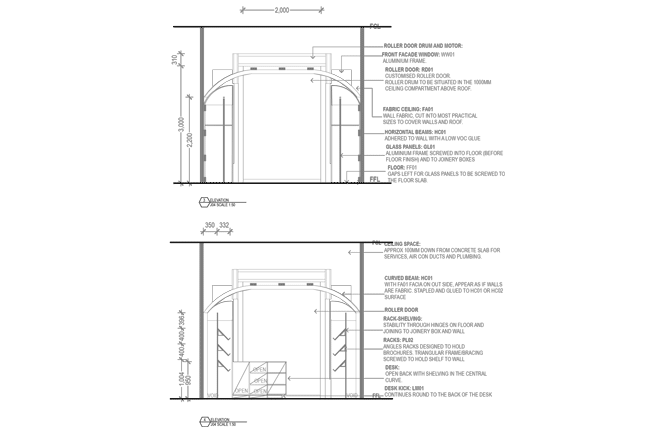 2,000
FCL
310
3,000
2,200
ROLLER DOOR DRUM AND MOTOR:
FRONT FACADE WINDOW: WW01
ALUMINIUM FRAME.
ROLLER DOOR: RD01
CUSTOMISED ROLLER DOOR.
ROLLER DRUM TO BE SITUATED IN THE 1000MM
CEILING COMPARTMENT ABOVE ROOF.
FABRIC CEILING: FA01
WALL FABRIC, CUT INTO MOST PRACTICAL
SIZES TO COVER WALLS AND ROOF.
HORIZONTAL BEAMS: HC01
ADHERED TO WALL WITH A LOW VOC GLUE
GLASS PANELS: GL01
ALUMINIUM FRAME SCREWED INTO FLOOR (BEFORE
FLOOR FINISH) AND TO JOINERY BOXES
FLOOR: FF01
GAPS LEFT FOR GLASS PANELS TO BE SCREWED TO
THE FLOOR SLAB.
FFL
ELEVATION
SCALE 1:50
350 332
CEILING SPACE:
APPROX 100MM DOWN FROM CONCRETE SLAB FOR
SERVICES, AIR CON DUCTS AND PLUMBING.
CURVED BEAM: HC01
WITH FA01 FACIA ON OUT SIDE, APPEAR AS IF WALLS
ARE FABRIC. STAPLED AND GLUED TO HC01 OR HC02
SURFACE.
ROLLER DOOR
RACK-SHELVING:
STABILITY THROUGH HINGES ON FLOOR AND
JOINING TO JOINERY BOX AND WALL
RACKS: PL02
ANGLES RACKS DESIGNED TO HOLD
BROCHURES. TRIANGULAR FRAME/BRACING
SCREWED TO HOLD SHELF TO WALL
DESK:
OPEN BACK WITH SHELVING IN THE CENTRAL
CURVE.
DESK KICK: LM01
CONTINUES ROUND TO THE BACK OF THE DESK
396
400
400
1,004
950
OPEN
OPEN
OPEN
OPEN
VOID
VOID
FFL
ELEVATION
SCALE 1:50